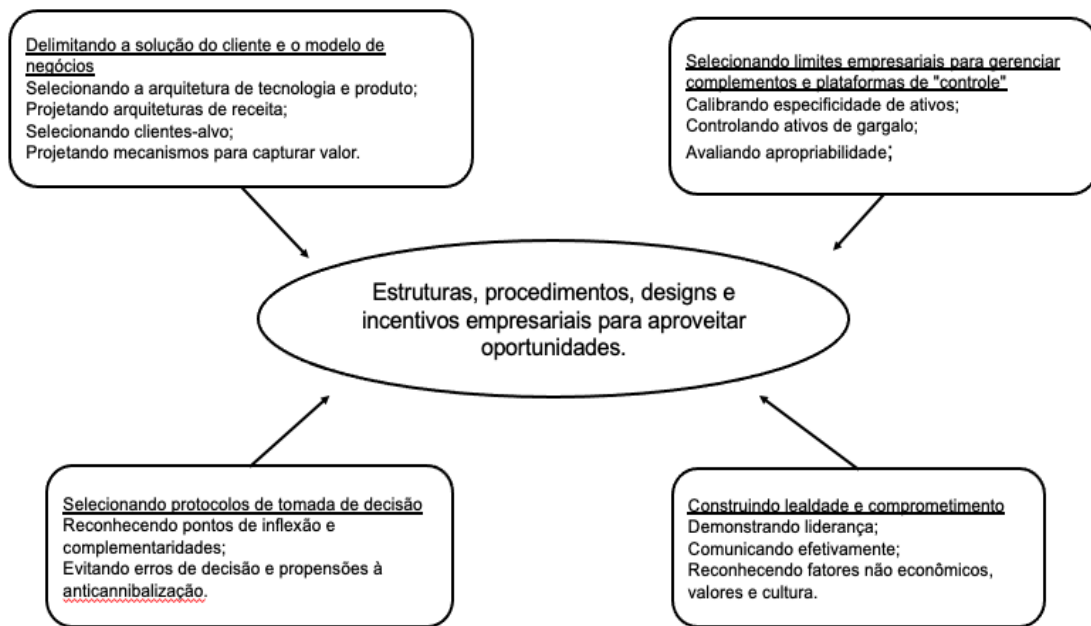 Delimitando a solução do cliente e o modelo de
negócios
Selecionando a arquitetura de tecnologia e produto;
Projetando arquiteturas de receita;
Selecionando clientes-alvo;
Projetando mecanismos para capturar valor.
Selecionando limites empresariais para gerenciar
complementos e plataformas de "controle"
Calibrando especificidade de ativos;
Controlando ativos de gargalo;
Avaliando apropriabilidade;
Estruturas, procedimentos, designs e
incentivos empresariais para aproveitar
oportunidades.
Selecionando protocolos de tomada de decisão
Reconhecendo pontos de inflexão e
complementaridades;
Evitando erros de decisão e propensões à
anticannibalização.
Construindo lealdade e comprometimento
Demonstrando liderança;
Comunicando efetivamente;
Reconhecendo fatores não econômicos,
valores e cultura.